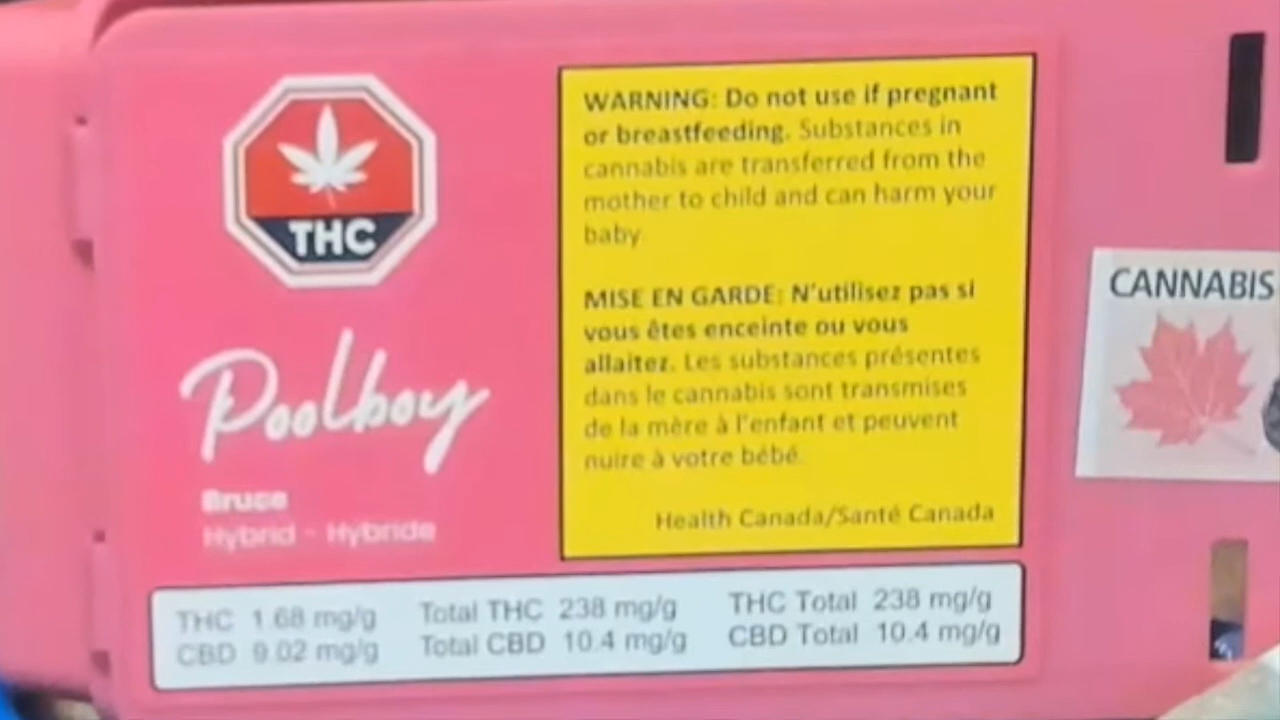 THC
Poolboy
Bruce
Hybrid - Hybride
WARNING: Do not use if pregnant
or breastfeeding. Substances in
cannabis are transferred from the
mother to child and can harm your
baby.
MISE EN GARDE: N'utilisez pas si
vous êtes enceinte ou vous
allaitez. Les substances présentes
dans le cannabis sont transmises
de la mère à l'enfant et peuvent
nuire à votre bébé.
Health Canada/Santé Canada
THC 1.68 mg/g Total THC 238 mg/g THC Total 238 mg/g
CBD 9.02 mg/g Total CBD 10.4 mg/g CBD Total 10.4 mg/g
CANNABIS